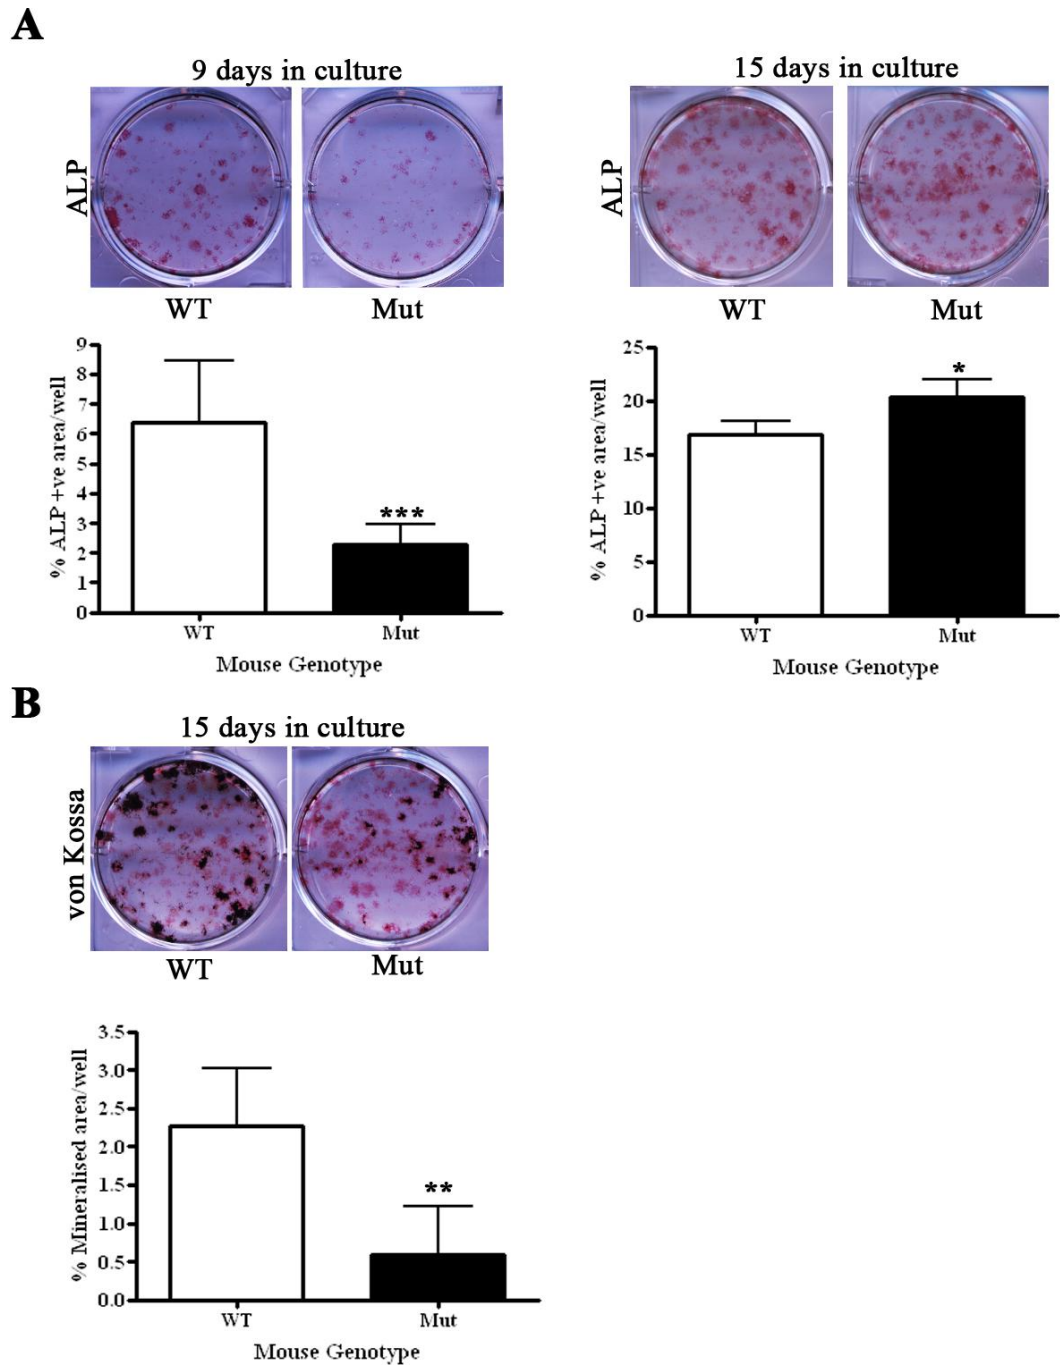 A
9 days in culture
15 days in culture
ALP
ALP
WT
Mut
WT
Mut
% ALP +ve area/well
9
8
7
6
5
4
3
2
1
0
***
WT
Mut
Mouse Genotype
% ALP +ve area/well
25
20
15
10
5
0
*
WT
Mut
Mouse Genotype
B
15 days in culture
von Kossa
WT
Mut
% Mineralised area/well
3.5
3.0
2.5
2.0
1.5
1.0
0.5
0.0
**
WT
Mut
Mouse Genotype